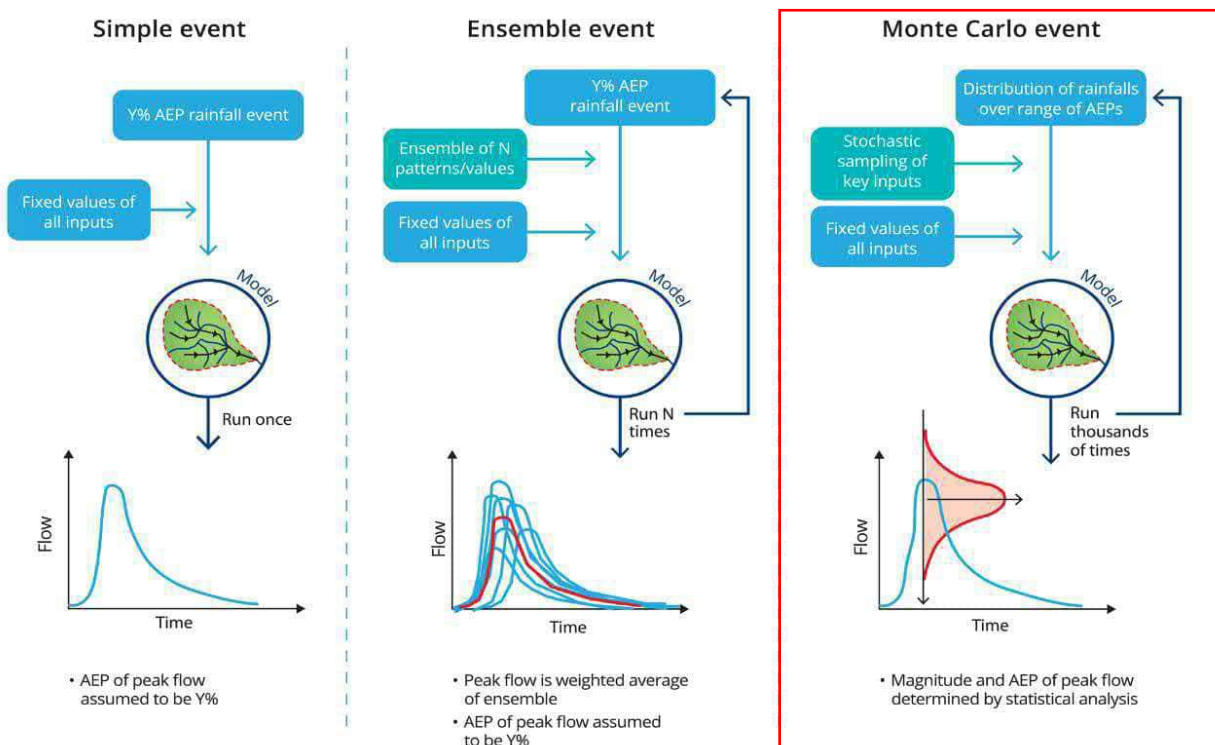 Simple event
Y% AEP rainfall event
Fixed values of
all inputs
Model
Run once
Flow
Time
• AEP of peak flow
assumed to be Y%
Ensemble event
Y% AEP
rainfall event
Ensemble of N
patterns/values
Fixed values of
all inputs
Model
Run N
times
Flow
Time
• Peak flow is weighted average
of ensemble
• AEP of peak flow assumed
to be Y%
Monte Carlo event
Distribution of rainfalls
over range of AEPs
Stochastic
sampling of
key inputs
Fixed values of
all inputs
Model
Run
thousands
of times
Flow
Time
• Magnitude and AEP of peak flow
determined by statistical analysis